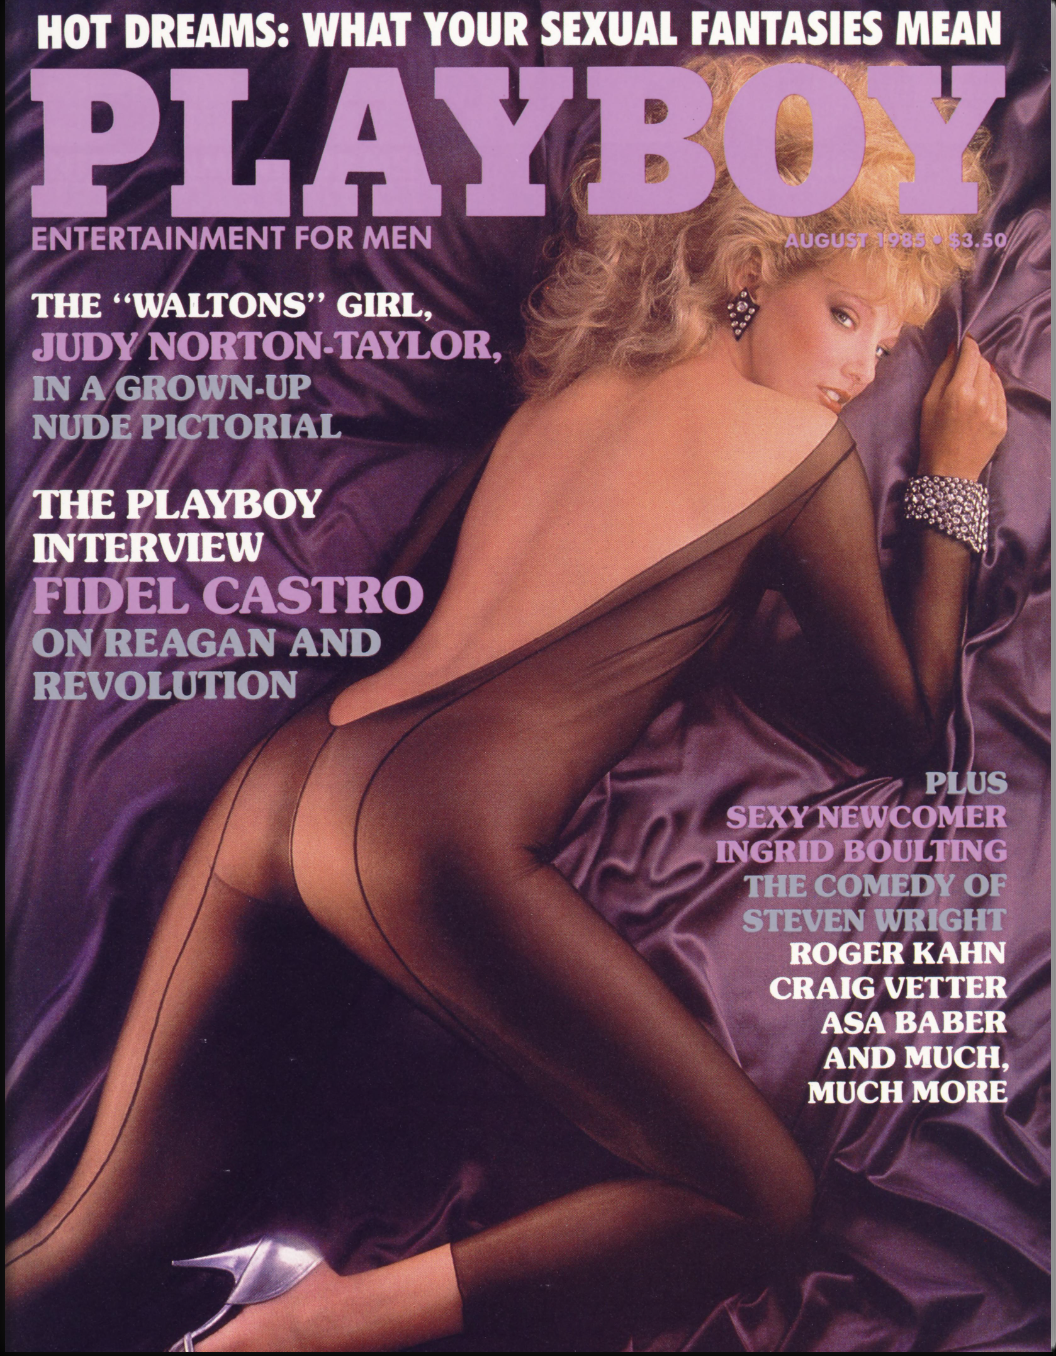 HOT DREAMS: WHAT YOUR SEXUAL FANTASIES MEAN
PLAYBOY
ENTERTAINMENT FOR MEN
AUGUST 1985 • $3.50
THE “WALTONS” GIRL,
JUDY NORTON-TAYLOR,
IN A GROWN-UP
NUDE PICTORIAL
THE PLAYBOY
INTERVIEW
FIDEL CASTRO
ON REAGAN AND
REVOLUTION
PLUS
SEXY NEWCOMER
INGRID BOULTING
THE COMEDY OF
STEVEN WRIGHT
ROGER KAHN
CRAIG VETTER
ASA BABER
AND MUCH,
MUCH MORE